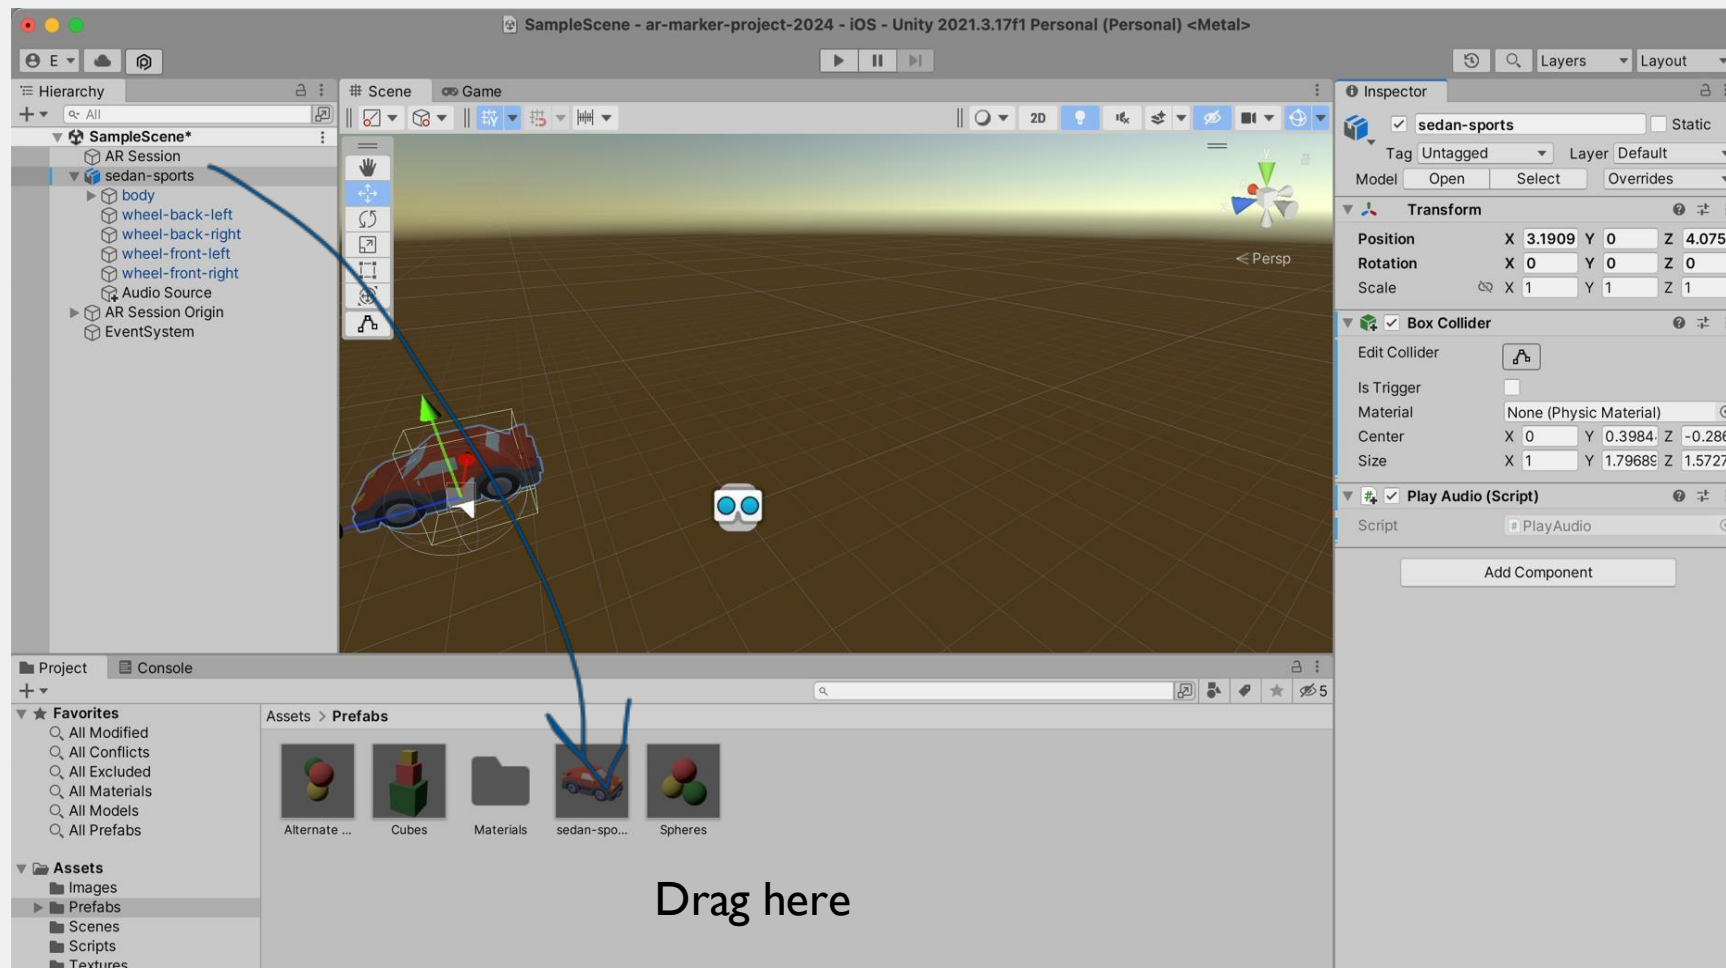 SampleScene - ar-marker-project-2024 - iOS - Unity 2021.3.17f1 Personal (Personal) <Metal>
E
Layers
Layout
Hierarchy
All
SampleScene*
AR Session
sedan-sports
body
wheel-back-left
wheel-back-right
wheel-front-left
wheel-front-right
Audio Source
AR Session Origin
EventSystem
Scene
Game
2D
y
Persp
Inspector
sedan-sports
Static
Tag Untagged
Layer Default
Model Open Select Overrides
Transform
Position X 3.1909 Y 0 Z 4.075
Rotation X 0 Y 0 Z 0
Scale X 1 Y 1 Z 1
Box Collider
Edit Collider
Is Trigger
Material None (Physic Material)
Center X 0 Y 0.3984 Z -0.286
Size X 1 Y 1.79689 Z 1.5727
Play Audio (Script)
Script PlayAudio
Add Component
Project
Console
5
Favorites
All Modified
All Conflicts
All Excluded
All Materials
All Models
All Prefabs
Assets
Images
Prefabs
Scenes
Scripts
Textures
Assets > Prefabs
Alternate ...
Cubes
Materials
sedan-spo...
Spheres
Drag here